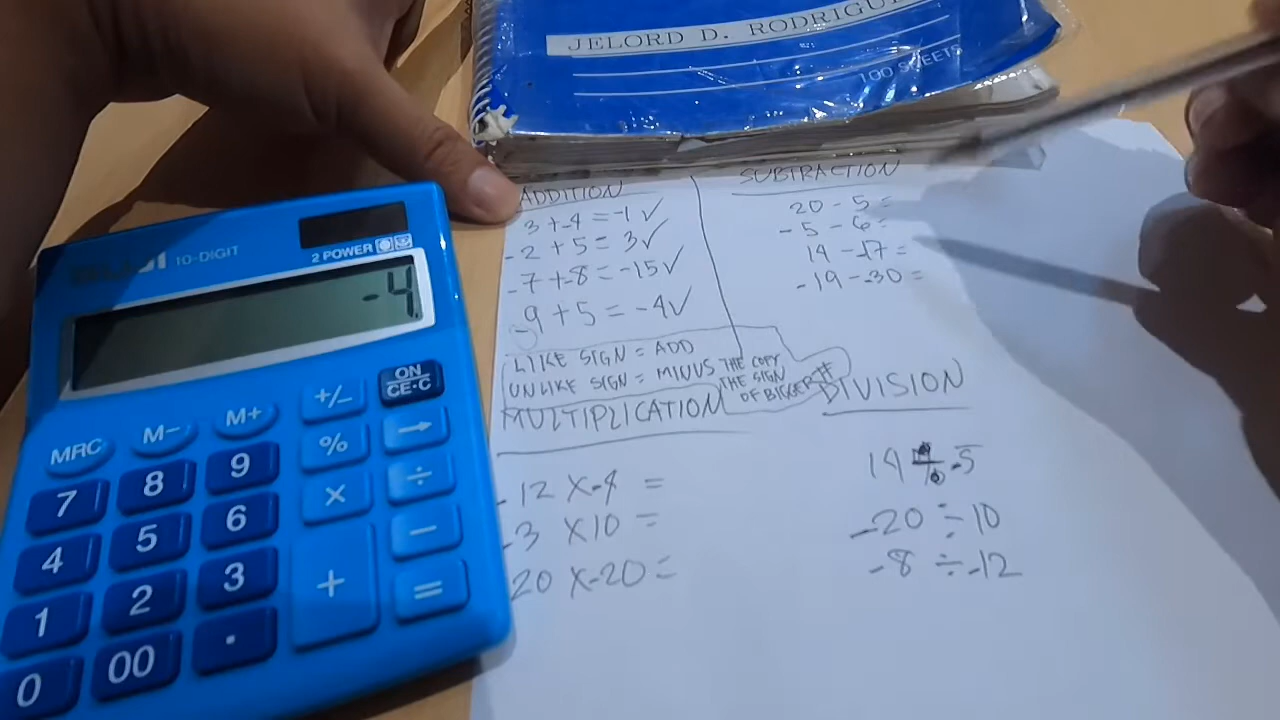 JELORD D. RODRIGU
100 SHEETS
10-DIGIT
2 POWER
-4.
ON
CE·C
+/-
MRC
M-
M+
%
→
7
8
9
×
÷
4
5
6
−
1
2
3
+
=
0
00
.
ADDITION
3 + -4 = -1 ✓
-2 + 5 = 3 ✓
-7 + -8 = -15 ✓
-9 + 5 = -4 ✓
LIKE SIGN = ADD
UNLIKE SIGN = MINUS THE COPY
THE SIGN
OF BIGGER #
SUBTRACTION
20 - 5 =
-5 - 6 =
14 - -17 =
-19 - -30 =
MULTIPLICATION
-12 X -4 =
-3 X 10 =
20 X -20 =
DIVISION
14 ÷ -5
-20 ÷ 10
-8 ÷ -12